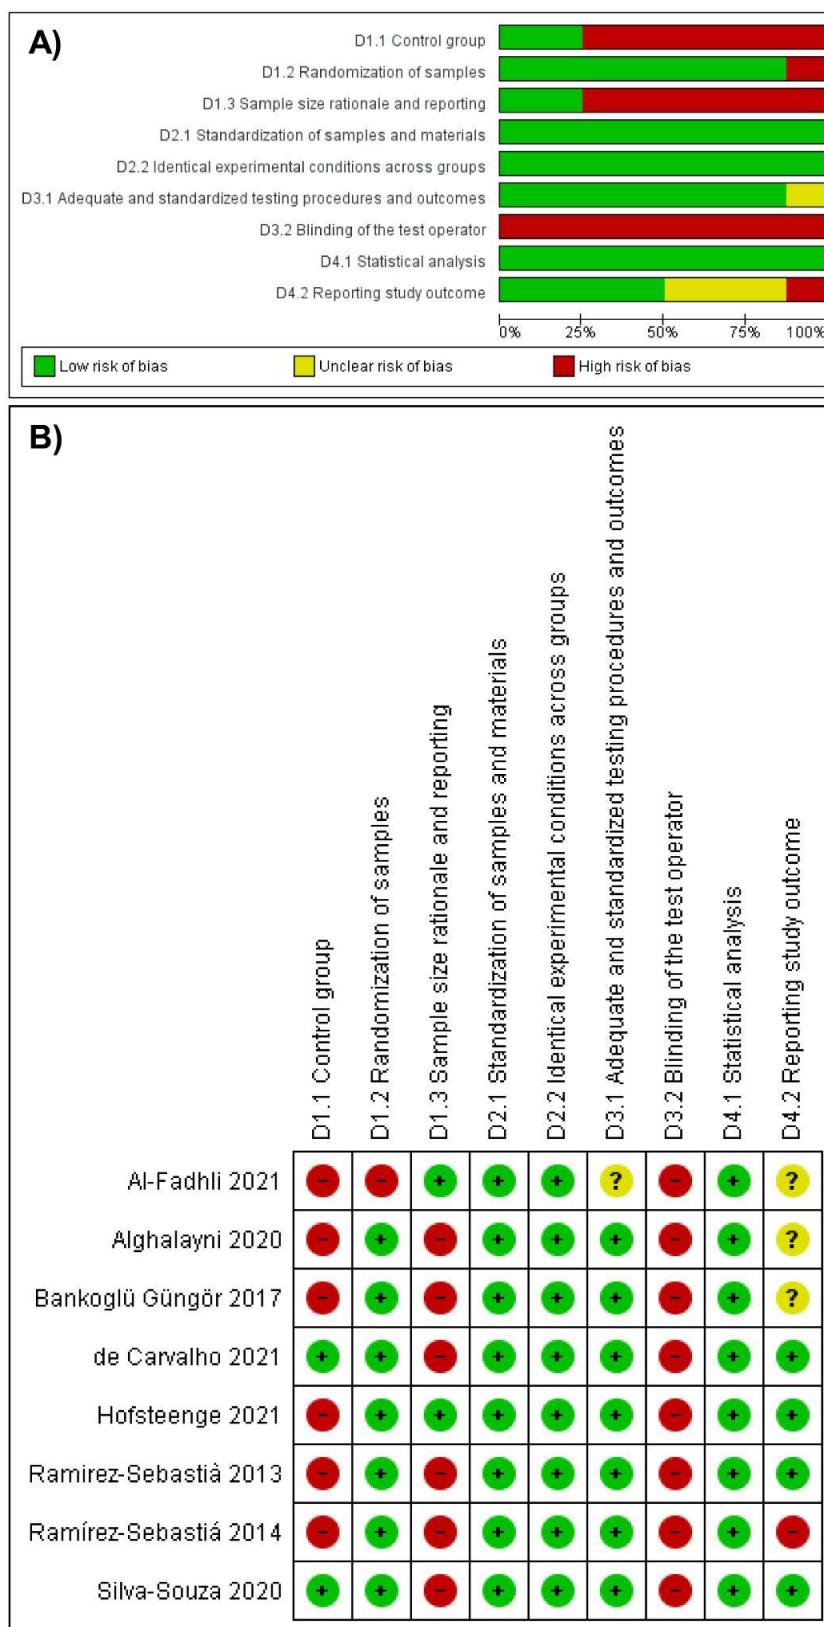 A)
D1.1 Control group
D1.2 Randomization of samples
D1.3 Sample size rationale and reporting
D2.1 Standardization of samples and materials
D2.2 Identical experimental conditions across groups
D3.1 Adequate and standardized testing procedures and outcomes
D3.2 Blinding of the test operator
D4.1 Statistical analysis
D4.2 Reporting study outcome
0% 25% 50% 75% 100%
Low risk of bias Unclear risk of bias High risk of bias
B)
D1.1 Control group
D1.2 Randomization of samples
D1.3 Sample size rationale and reporting
D2.1 Standardization of samples and materials
D2.2 Identical experimental conditions across groups
D3.1 Adequate and standardized testing procedures and outcomes
D3.2 Blinding of the test operator
D4.1 Statistical analysis
D4.2 Reporting study outcome
Al-Fadhli 2021 - - + + + ? - + ?
Alghalayni 2020 - + - + + + - + ?
Bankoglü Güngör 2017 - + - + + + - + ?
de Carvalho 2021 + + - + + + - + +
Hofsteenge 2021 - + + + + + - + +
Ramirez-Sebastià 2013 - + - + + + - + +
Ramírez-Sebastiá 2014 - + - + + + - + -
Silva-Souza 2020 + + - + + + - + +